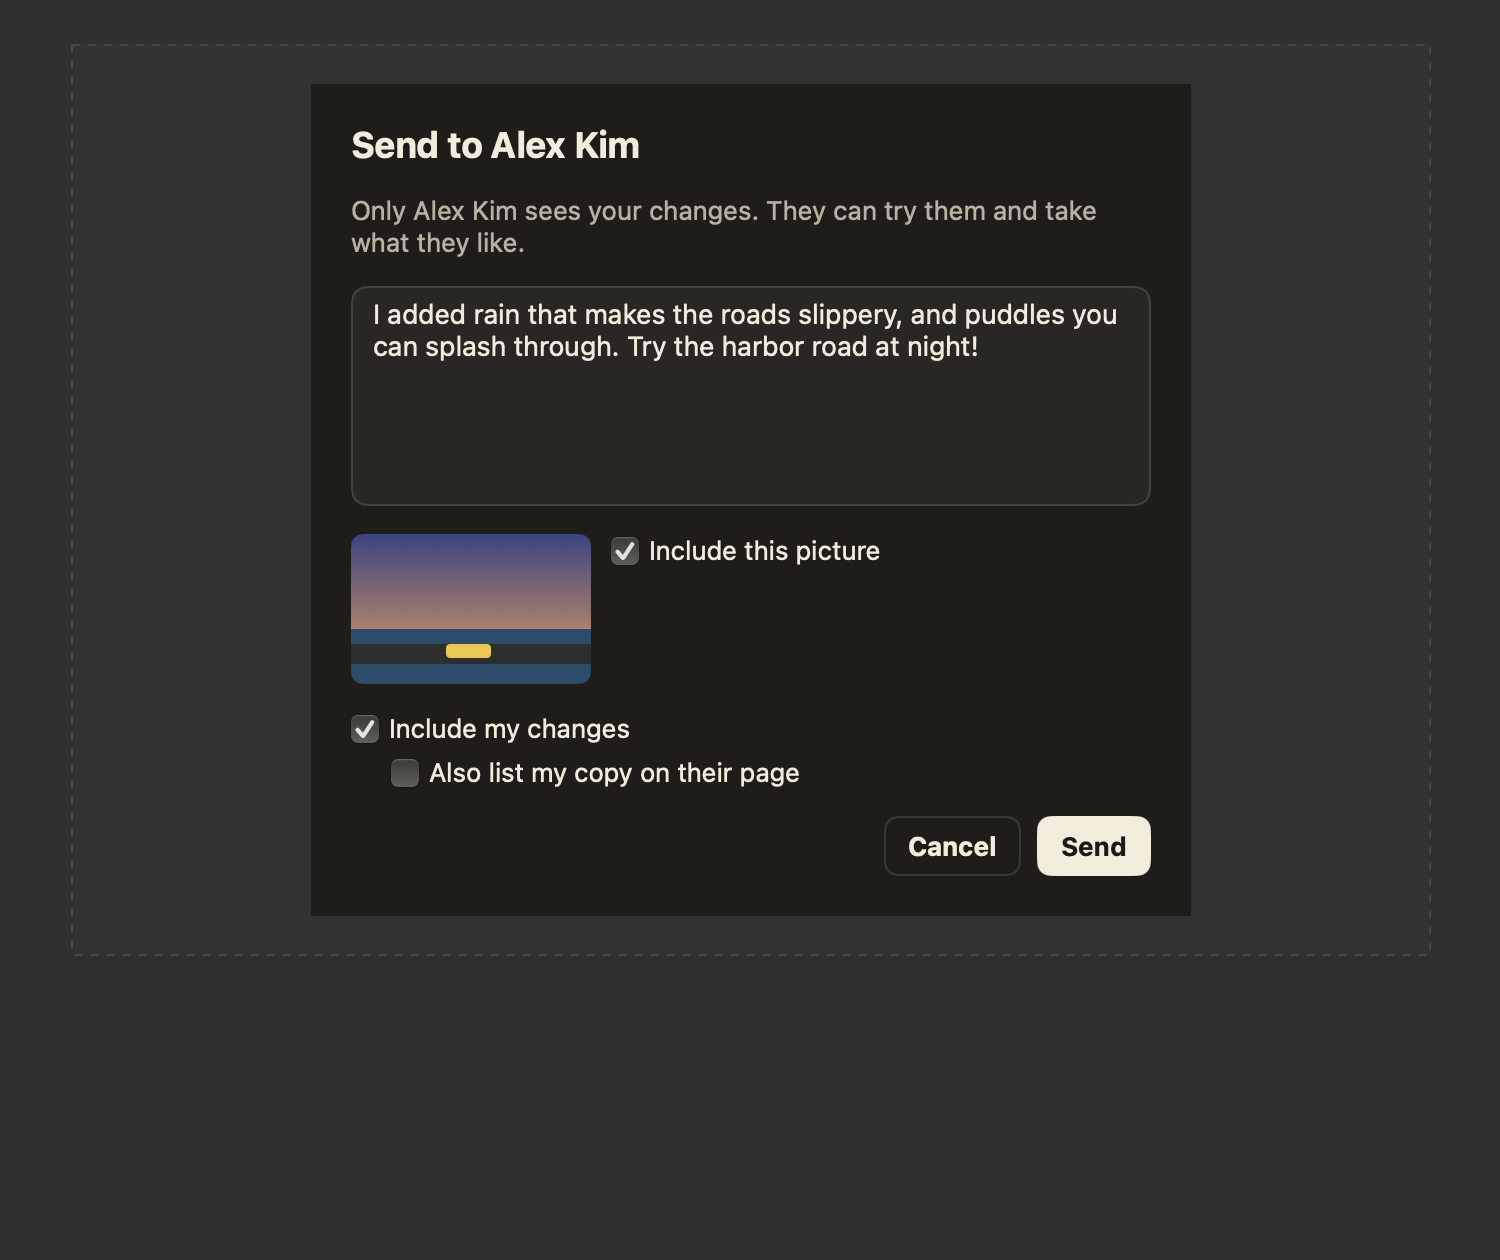 Send to Alex Kim
Only Alex Kim sees your changes. They can try them and take
what they like.
I added rain that makes the roads slippery, and puddles you
can splash through. Try the harbor road at night!
Include this picture
Include my changes
Also list my copy on their page
Cancel
Send